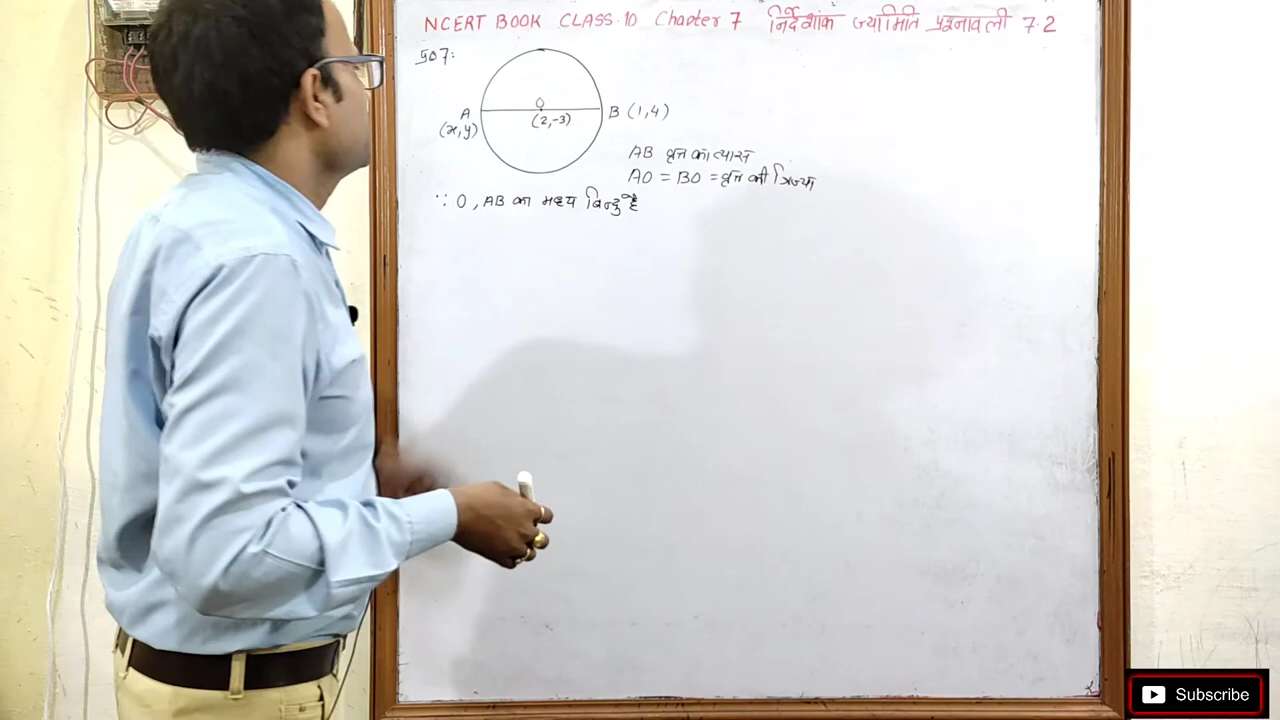 NCERT BOOK CLASS 10 Chapter 7 निर्देशांक ज्यामिति प्रश्नावली 7.2
प्र07:
O
A
B (1,4)
(x,y)
(2,-3)
AB वृत्त का व्यास
AO = BO = वृत्त की त्रिज्या
∵ O, AB का मध्य बिन्दु है
Subscribe